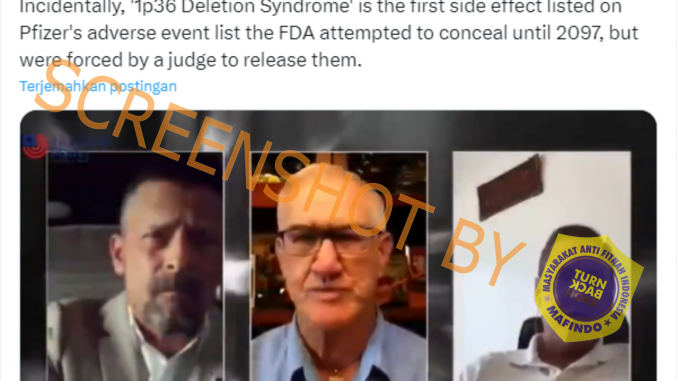 Incidentally, '1p36 Deletion Syndrome' is the first side effect listed on
Pfizer's adverse event list the FDA attempted to conceal until 2097, but
were forced by a judge to release them.
Terjemahkan postingan
SCREENSHOT BY
MASYARAKAT ANTI FITNAH INDONESIA
TURN
BACK
MAFINDO